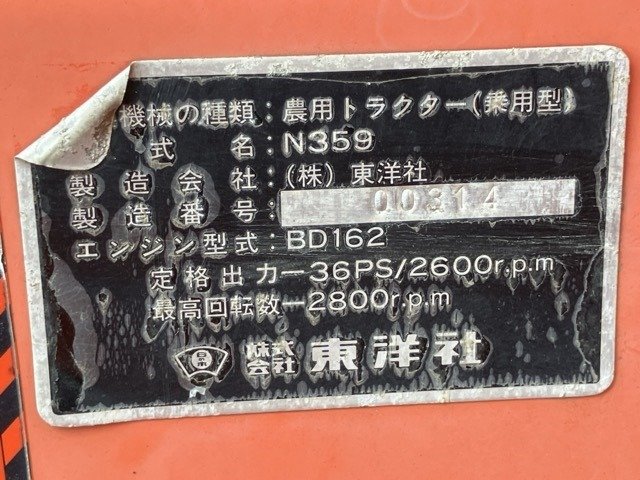 機械の種類：農用トラクター(乗用型)
式名：N359
製造会社：(株)東洋社
製造番号：00314
エンジン型式：BD162
定格出力ー36PS/2600r.p.m
最高回転数ー2800r.p.m
株式会社 東洋社